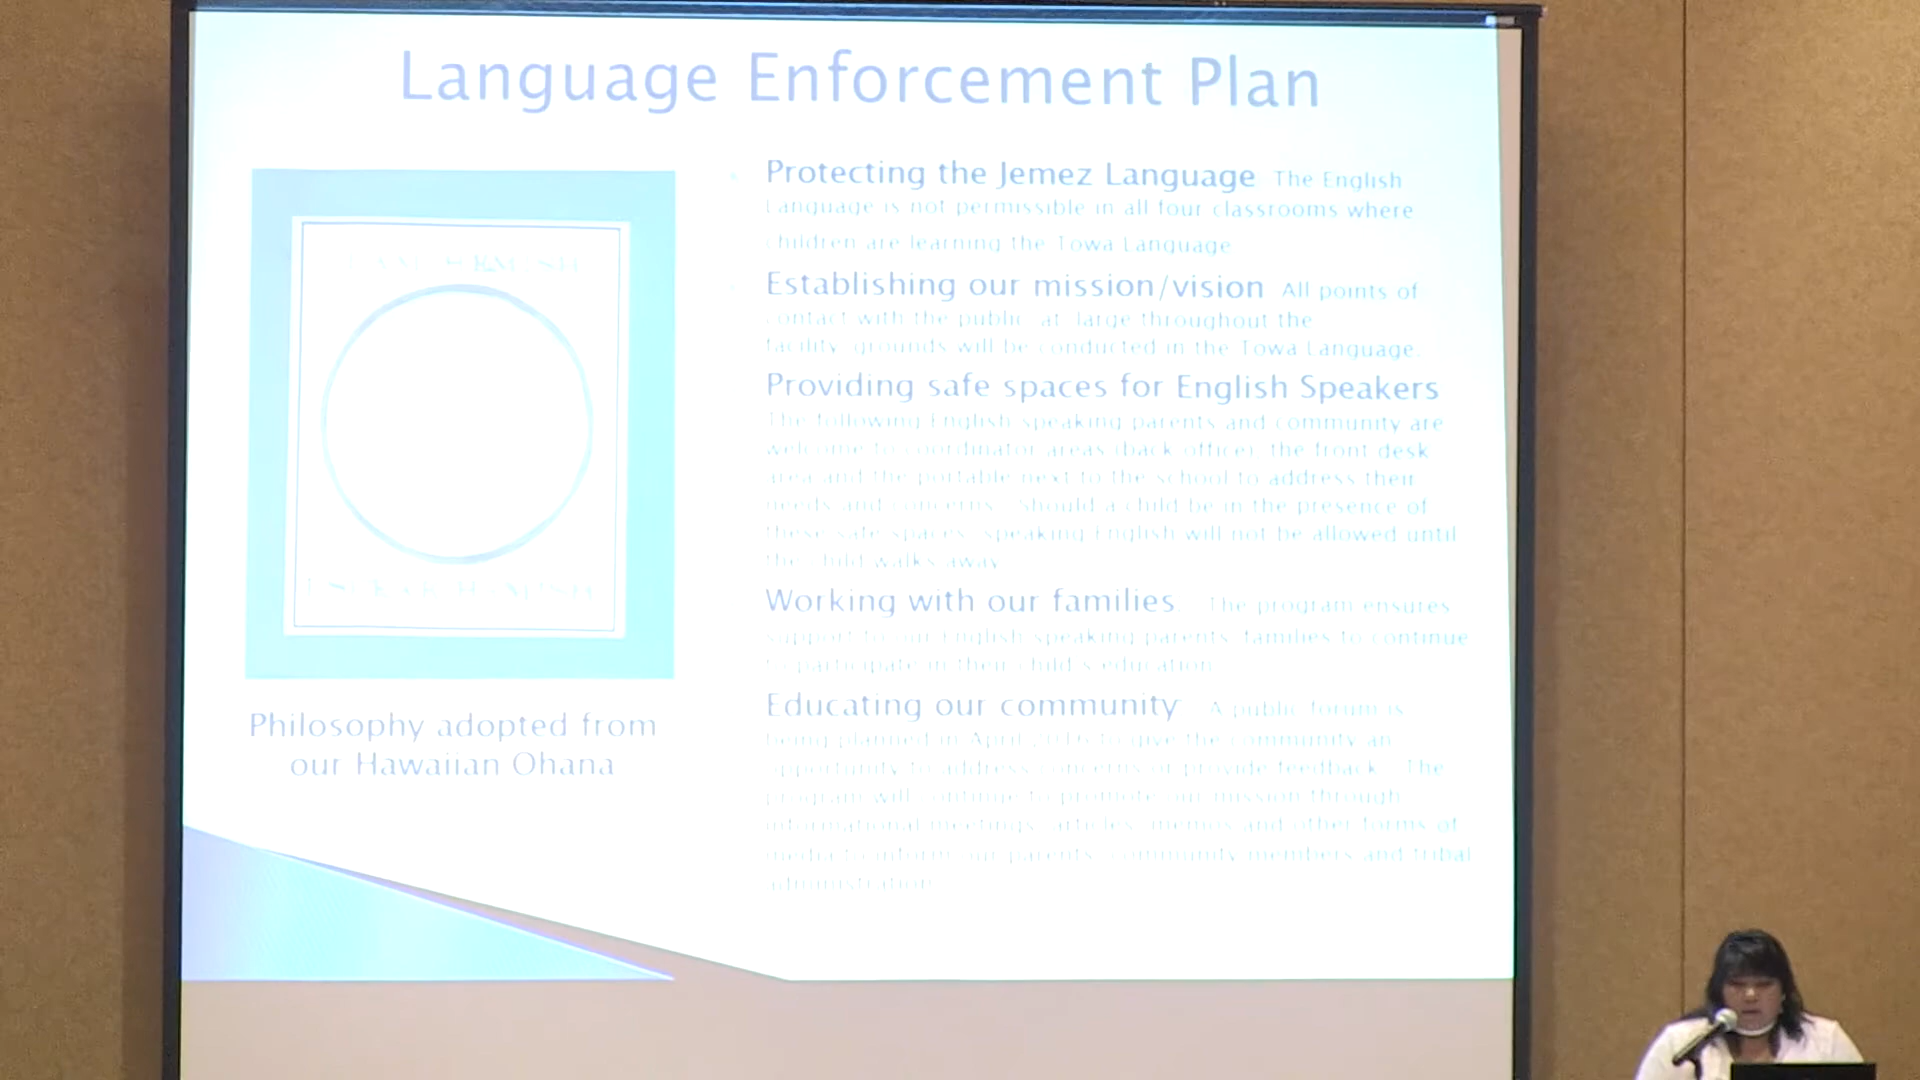 Language Enforcement Plan
Protecting the Jemez Language The English
Language is not permissible in all four classrooms where
children are learning the Towa Language
Establishing our mission/vision All points of
contact with the public at large throughout the
facility grounds will be conducted in the Towa Language.
Providing safe spaces for English Speakers
The following English speaking parents and community are
welcome to coordinator areas (back office), the front desk
area and the portable next to the school to address their
needs and concerns. Should a child be in the presence of
these safe spaces, speaking English will not be allowed until
the child walks away
Working with our families. The program ensures
support to our English speaking parents families to continue
to participate in their child's education
Educating our community A public forum is
being planned in April to give the community an
opportunity to address concerns or provide feedback. The
program will continue to promote our mission through
informational meetings, articles, memos and other forms of
media to inform our parents, community members and tribal
administration
Philosophy adopted from
our Hawaiian Ohana